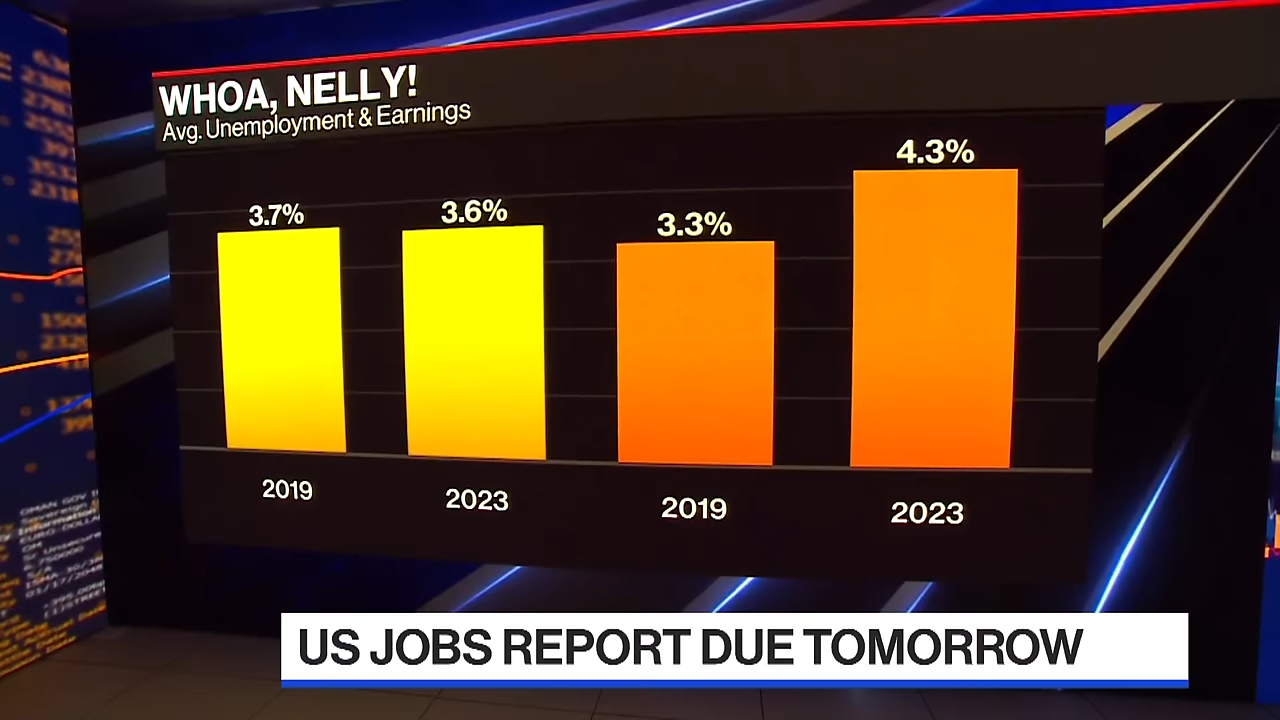 WHOA, NELLY!
Avg. Unemployment & Earnings
3.7%
3.6%
3.3%
4.3%
2019
2023
2019
2023
US JOBS REPORT DUE TOMORROW